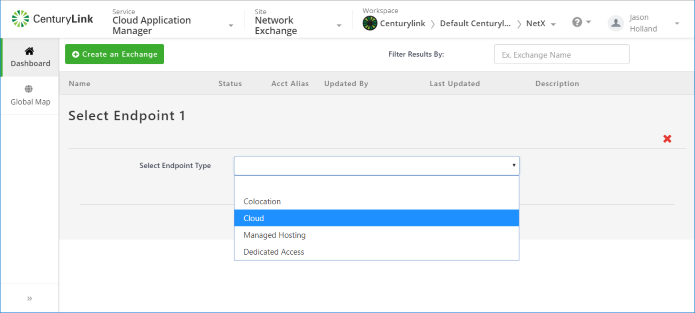 CenturyLink
Service
Cloud Application
Manager
Site
Network
Exchange
Workspace
Centurylink > Default Centuryl... > NetX
?
Jason
Holland
Dashboard
Global Map
»
Create an Exchange
Filter Results By:
Ex. Exchange Name
Name Status Acct Alias Updated By Last Updated Description
Select Endpoint 1
Select Endpoint Type
Colocation
Cloud
Managed Hosting
Dedicated Access